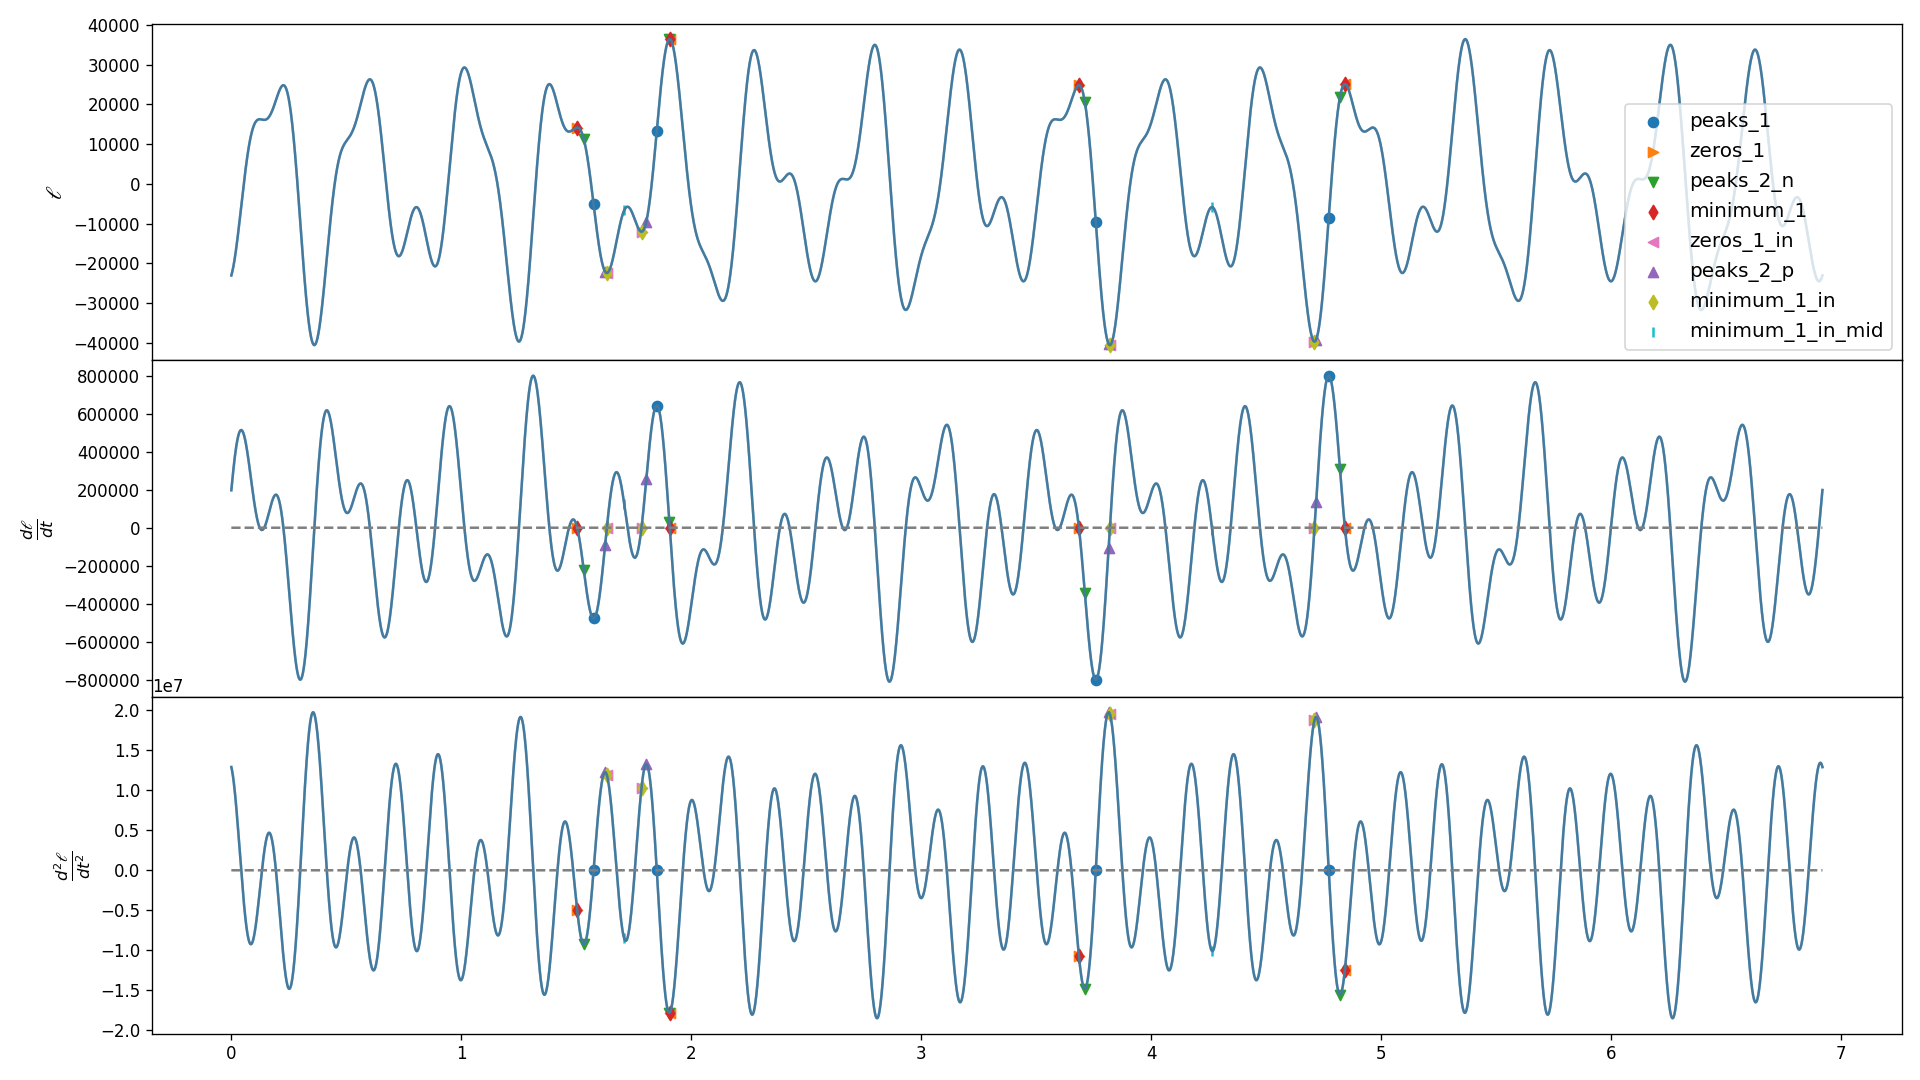 40000
30000
20000
10000
0
−10000
−20000
−30000
−40000
ℓ
peaks_1
zeros_1
peaks_2_n
minimum_1
zeros_1_in
peaks_2_p
minimum_1_in
minimum_1_in_mid
800000
600000
400000
200000
0
−200000
−400000
−600000
−800000
dℓ/dt
1e7
2.0
1.5
1.0
0.5
0.0
−0.5
−1.0
−1.5
−2.0
d²ℓ/dt²
0 1 2 3 4 5 6 7